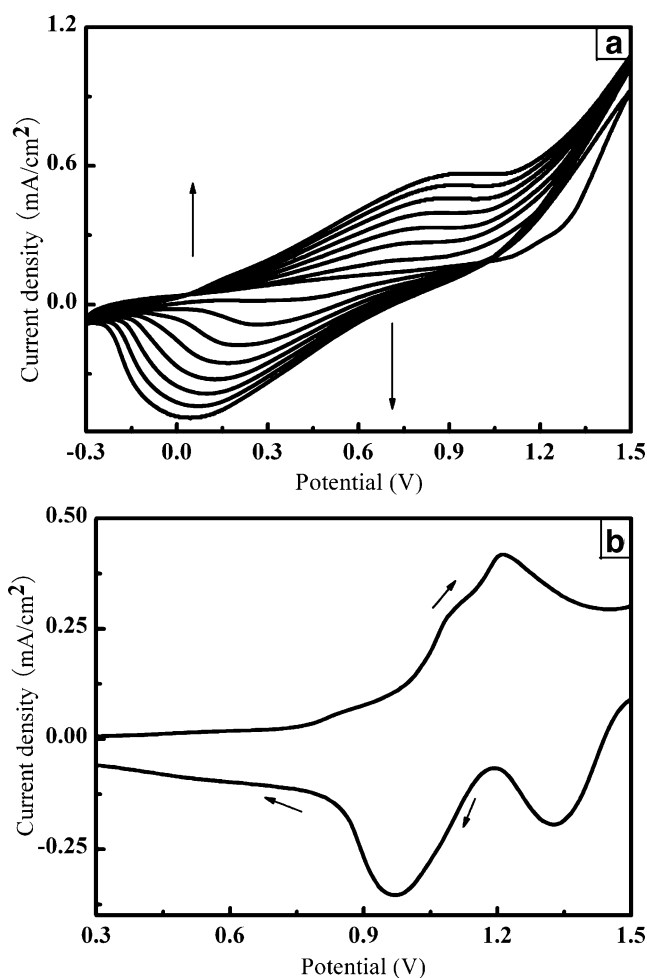 a
1.2
0.6
0.0
Current density (mA/cm2)
-0.3 0.0 0.3 0.6 0.9 1.2 1.5
Potential (V)
b
0.50
0.25
0.00
-0.25
Current density (mA/cm2)
0.3 0.6 0.9 1.2 1.5
Potential (V)